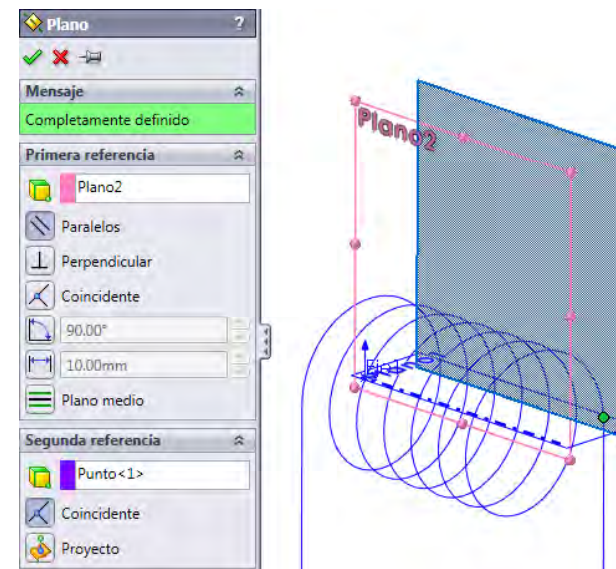 Plano ?
Mensaje
Completamente definido
Primera referencia
Plano2
Paralelos
Perpendicular
Coincidente
90.00°
10.00mm
Plano medio
Segunda referencia
Punto<1>
Coincidente
Proyecto
Plano2